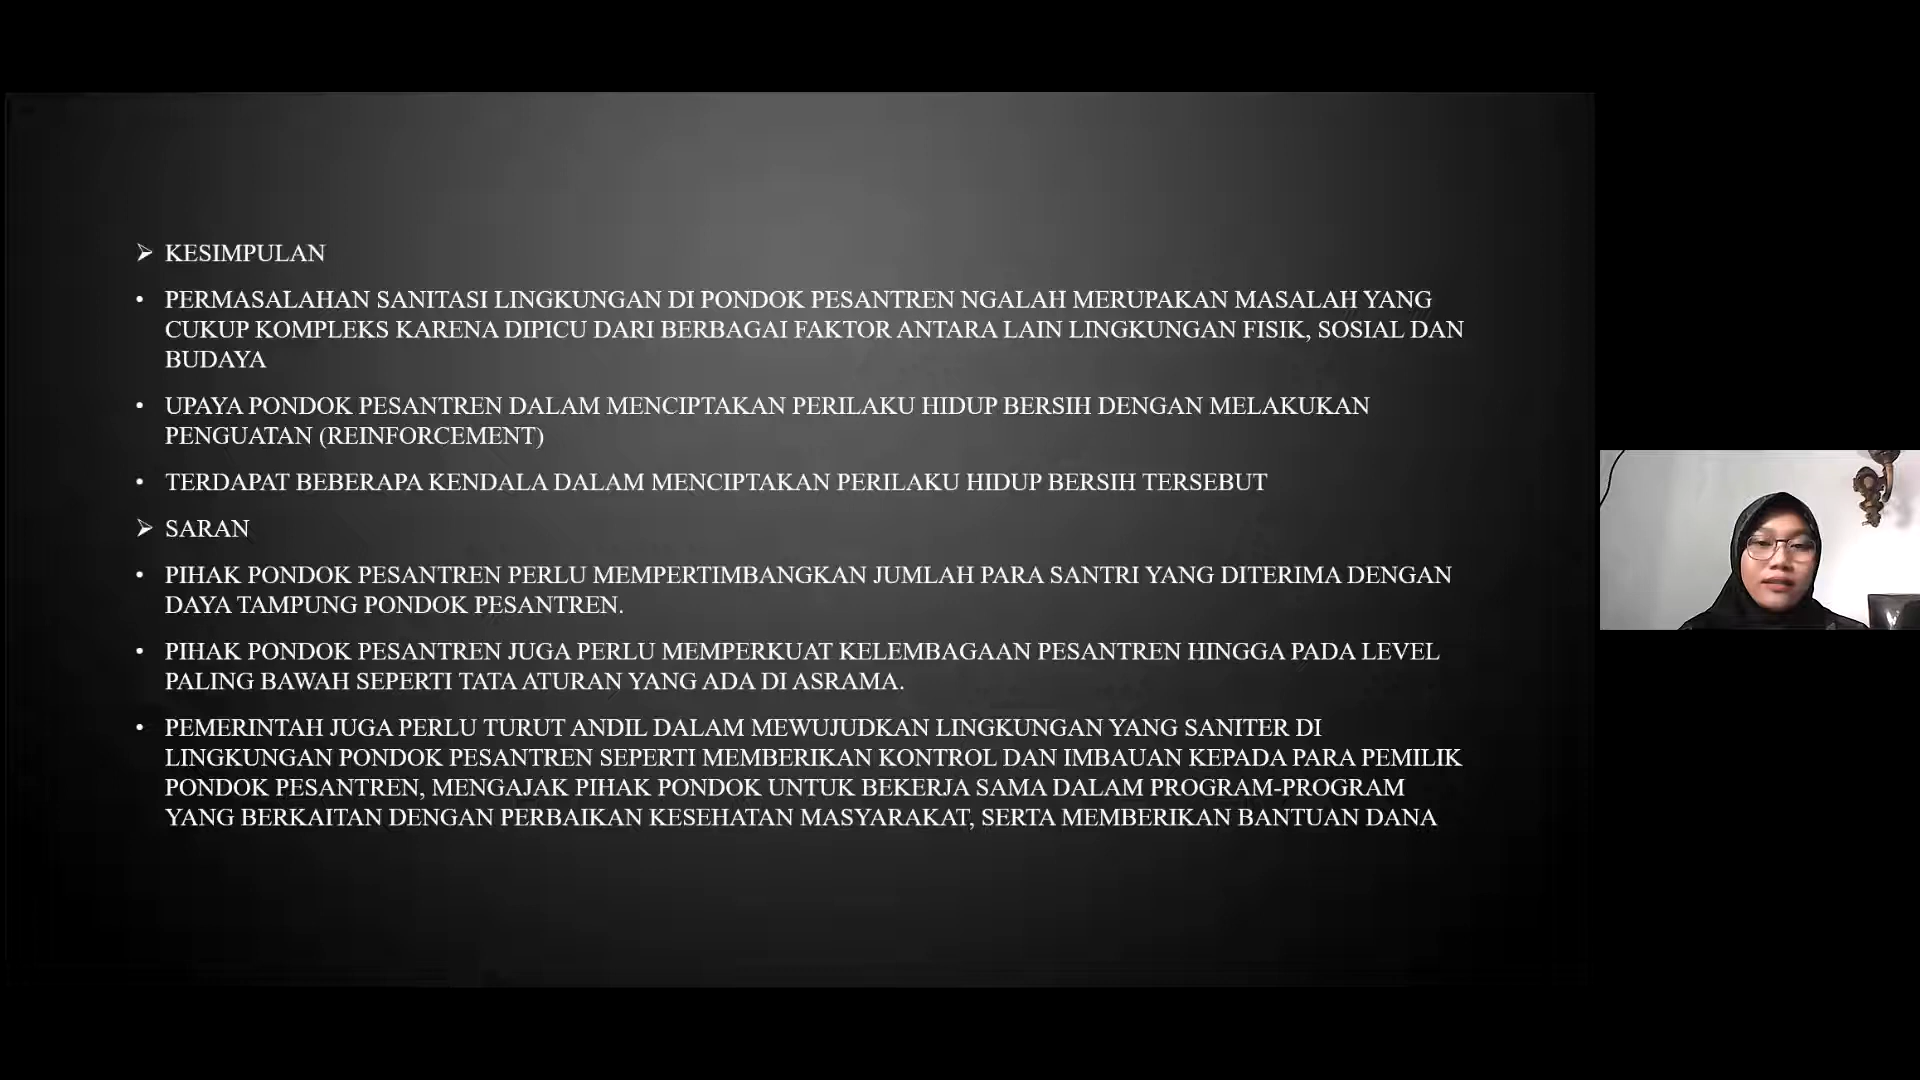 ➢ KESIMPULAN
• PERMASALAHAN SANITASI LINGKUNGAN DI PONDOK PESANTREN NGALAH MERUPAKAN MASALAH YANG
CUKUP KOMPLEKS KARENA DIPICU DARI BERBAGAI FAKTOR ANTARA LAIN LINGKUNGAN FISIK, SOSIAL DAN
BUDAYA
• UPAYA PONDOK PESANTREN DALAM MENCIPTAKAN PERILAKU HIDUP BERSIH DENGAN MELAKUKAN
PENGUATAN (REINFORCEMENT)
• TERDAPAT BEBERAPA KENDALA DALAM MENCIPTAKAN PERILAKU HIDUP BERSIH TERSEBUT
➢ SARAN
• PIHAK PONDOK PESANTREN PERLU MEMPERTIMBANGKAN JUMLAH PARA SANTRI YANG DITERIMA DENGAN
DAYA TAMPUNG PONDOK PESANTREN.
• PIHAK PONDOK PESANTREN JUGA PERLU MEMPERKUAT KELEMBAGAAN PESANTREN HINGGA PADA LEVEL
PALING BAWAH SEPERTI TATA ATURAN YANG ADA DI ASRAMA.
• PEMERINTAH JUGA PERLU TURUT ANDIL DALAM MEWUJUDKAN LINGKUNGAN YANG SANITER DI
LINGKUNGAN PONDOK PESANTREN SEPERTI MEMBERIKAN KONTROL DAN IMBAUAN KEPADA PARA PEMILIK
PONDOK PESANTREN, MENGAJAK PIHAK PONDOK UNTUK BEKERJA SAMA DALAM PROGRAM-PROGRAM
YANG BERKAITAN DENGAN PERBAIKAN KESEHATAN MASYARAKAT, SERTA MEMBERIKAN BANTUAN DANA